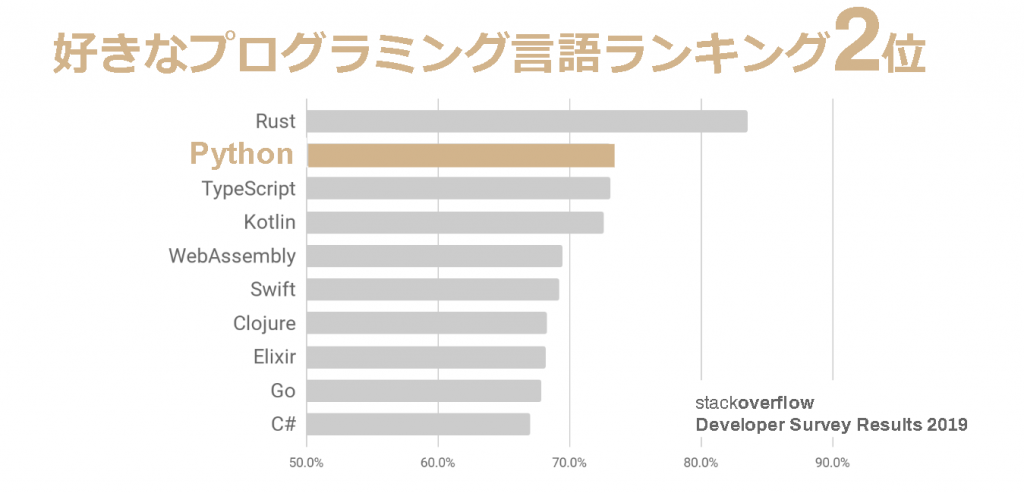 好きなプログラミング言語ランキング2位
Rust
Python
TypeScript
Kotlin
WebAssembly
Swift
Clojure
Elixir
Go
C#
stackoverflow
Developer Survey Results 2019
50.0% 60.0% 70.0% 80.0% 90.0%